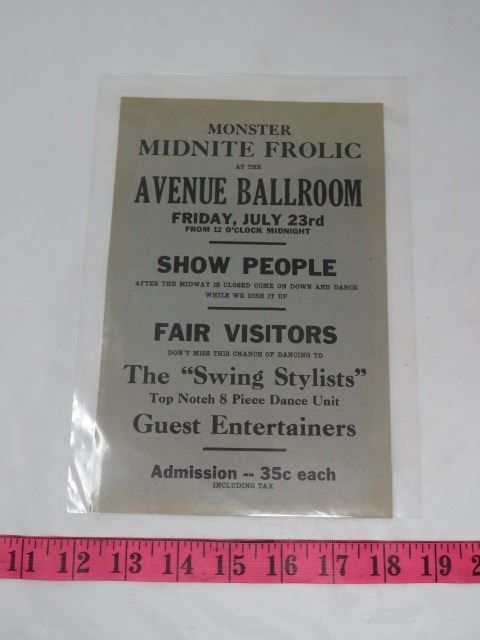 MONSTER
MIDNITE FROLIC
AT THE
AVENUE BALLROOM
FRIDAY, JULY 23rd
FROM 12 O'CLOCK MIDNIGHT
SHOW PEOPLE
AFTER THE MIDWAY IS CLOSED COME ON DOWN AND DANCE
WHILE WE DISH IT UP
FAIR VISITORS
DON'T MISS THIS CHANCE OF DANCING TO
The "Swing Stylists"
Top Notch 8 Piece Dance Unit
Guest Entertainers
Admission -- 35c each
INCLUDING TAX
11 12 13 14 15 16 17 18 19 2